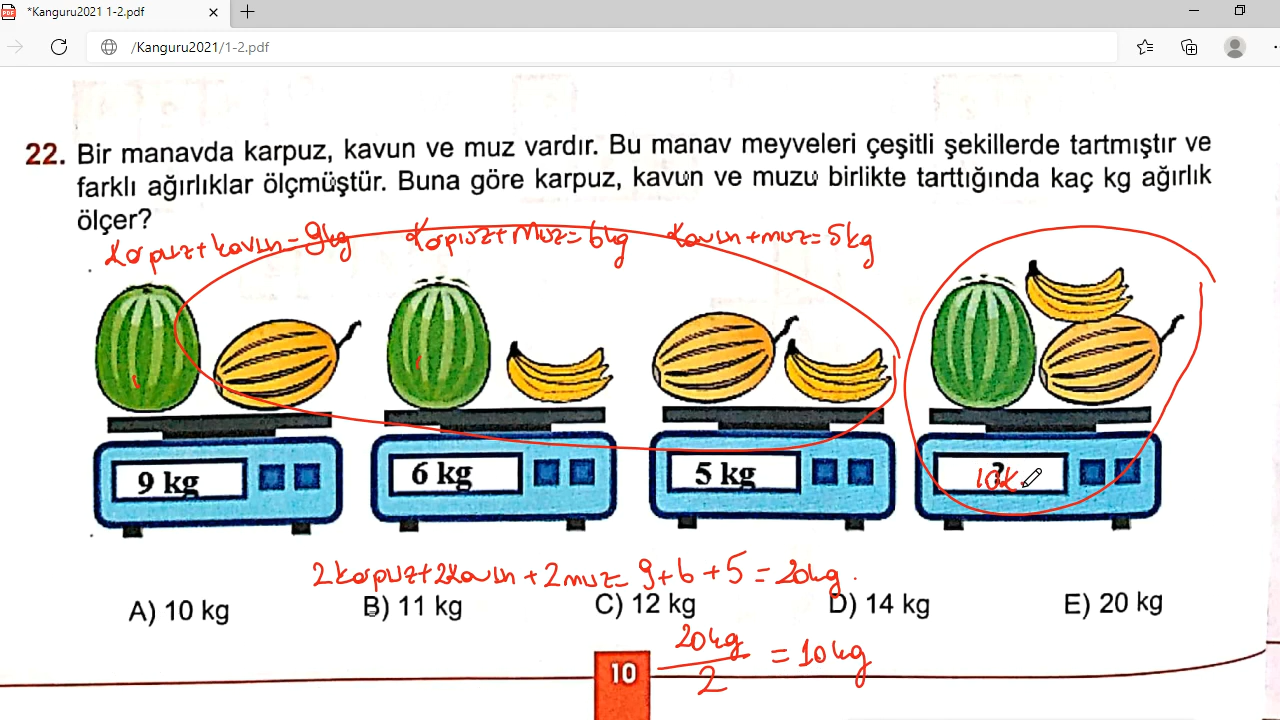 *Kanguru2021 1-2.pdf
/Kanguru2021/1-2.pdf
22. Bir manavda karpuz, kavun ve muz vardır. Bu manav meyveleri çeşitli şekillerde tartmıştır ve
farklı ağırlıklar ölçmüştür. Buna göre karpuz, kavun ve muzu birlikte tarttığında kaç kg ağırlık
ölçer?
Karpuz+kavun=9kg Karpuz+muz=6kg Kavun+muz=5kg
9 kg 6 kg 5 kg ? 10k
2karpuz+2kavun+2muz=9+6+5=20kg.
A) 10 kg B) 11 kg C) 12 kg D) 14 kg E) 20 kg
20kg/2 = 10kg
10